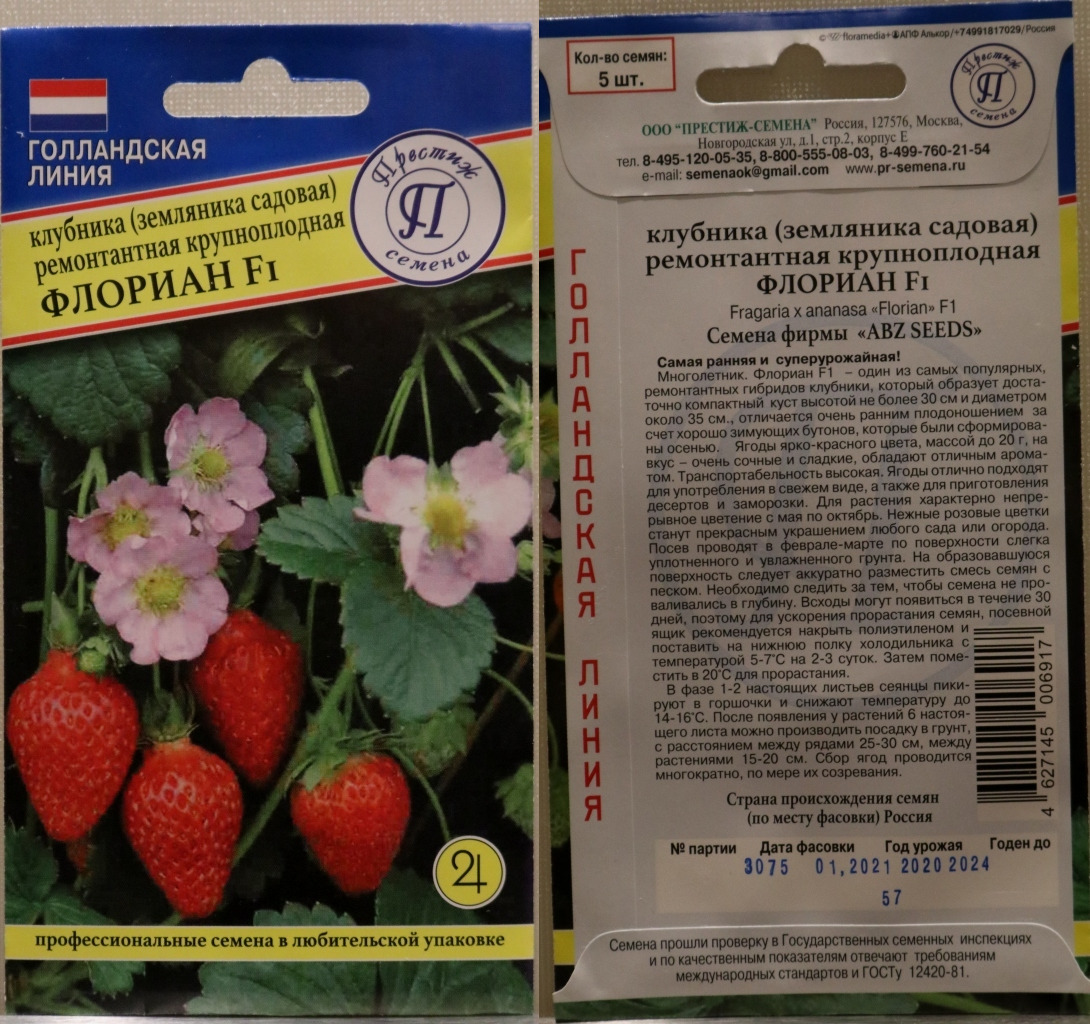 ГОЛЛАНДСКАЯ
ЛИНИЯ
клубника (земляника садовая)
ремонтантная крупноплодная
ФЛОРИАН F1
Престиж
П
семена
профессиональные семена в любительской упаковке
© floramedia+ АПФ Алькор/+74991817029/Россия
Кол-во семян:
5 шт.
Престиж
П
семена
ООО "ПРЕСТИЖ-СЕМЕНА" Россия, 127576, Москва,
Новгородская ул, д.1, стр.2, корпус Е
тел. 8-495-120-05-35, 8-800-555-08-03, 8-499-760-21-54
e-mail: semenaok@gmail.com www.pr-semena.ru
ГОЛЛАНДСКАЯ ЛИНИЯ
клубника (земляника садовая)
ремонтантная крупноплодная
ФЛОРИАН F1
Fragaria x ananasa «Florian» F1
Семена фирмы «ABZ SEEDS»
Самая ранняя и суперурожайная!
Многолетник. Флориан F1 – один из самых популярных,
ремонтантных гибридов клубники, который образует доста-
точно компактный куст высотой не более 30 см и диаметром
около 35 см., отличается очень ранним плодоношением за
счет хорошо зимующих бутонов, которые были сформирова-
ны осенью. Ягоды ярко-красного цвета, массой до 20 г, на
вкус – очень сочные и сладкие, обладают отличным арома-
том. Транспортабельность высокая. Ягоды отлично подходят
для употребления в свежем виде, а также для приготовления
десертов и заморозки. Для растения характерно непре-
рывное цветение с мая по октябрь. Нежные розовые цветки
станут прекрасным украшением любого сада или огорода.
Посев проводят в феврале-марте по поверхности слегка
уплотненного и увлажненного грунта. На образовавшуюся
поверхность следует аккуратно разместить смесь семян с
песком. Необходимо следить за тем, чтобы семена не про-
валивались в глубину. Всходы могут появиться в течение 30
дней, поэтому для ускорения прорастания семян, посевной
ящик рекомендуется накрыть полиэтиленом и
поставить на нижнюю полку холодильника с
температурой 5-7°С на 2-3 суток. Затем поме-
стить в 20°С для прорастания.
В фазе 1-2 настоящих листьев сеянцы пики-
руют в горшочки и снижают температуру до
14-16°С. После появления у растений 6 настоя-
щего листа можно производить посадку в грунт,
с расстоянием между рядами 25-30 см, между
растениями 15-20 см. Сбор ягод проводится
многократно, по мере их созревания.
4 627145 006917
Страна происхождения семян
(по месту фасовки) Россия
№ партии Дата фасовки Год урожая Годен до
3075 01,2021 2020 2024
57
Семена прошли проверку в Государственных семенных инспекциях
и по качественным показателям отвечают требованиям
международных стандартов и ГОСТу 12420-81.